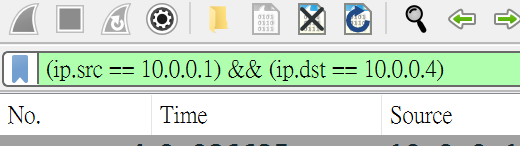 (ip.src == 10.0.0.1) && (ip.dst == 10.0.0.4)
No. Time Source